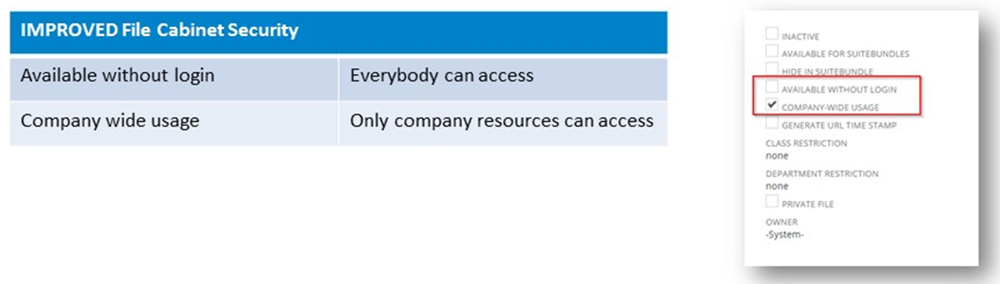 IMPROVED File Cabinet Security
Available without login Everybody can access
Company wide usage Only company resources can access
INACTIVE
AVAILABLE FOR SUITEBUNDLES
HIDE IN SUITEBUNDLE
AVAILABLE WITHOUT LOGIN
COMPANY-WIDE USAGE
GENERATE URL TIME STAMP
CLASS RESTRICTION
none
DEPARTMENT RESTRICTION
none
PRIVATE FILE
OWNER
-System-